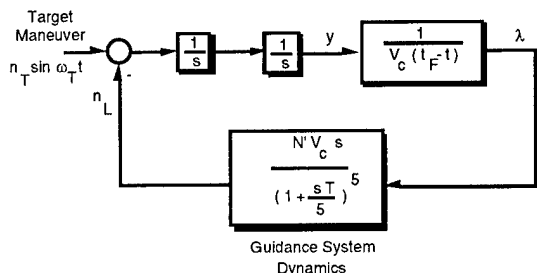 Target
Maneuver
n_T sin ω_T t
-
n_L
1
s
1
s
y
1
V_c (t_F-t)
λ
N' V_c s
(1+ sT
5
) 5
Guidance System
Dynamics